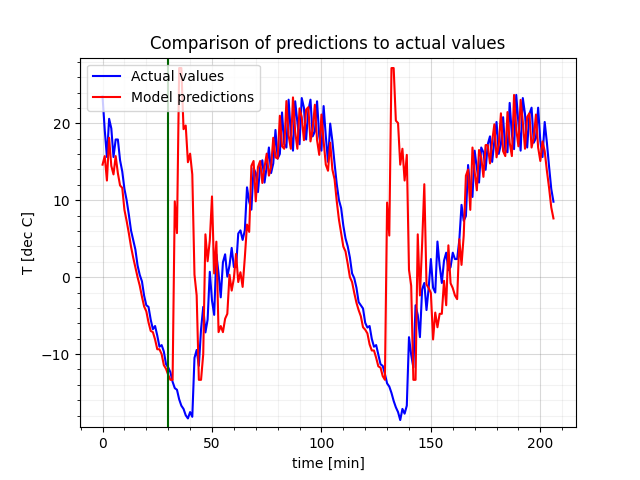 Comparison of predictions to actual values
Actual values
Model predictions
T [dec C]
20
10
0
−10
0
50
100
150
200
time [min]